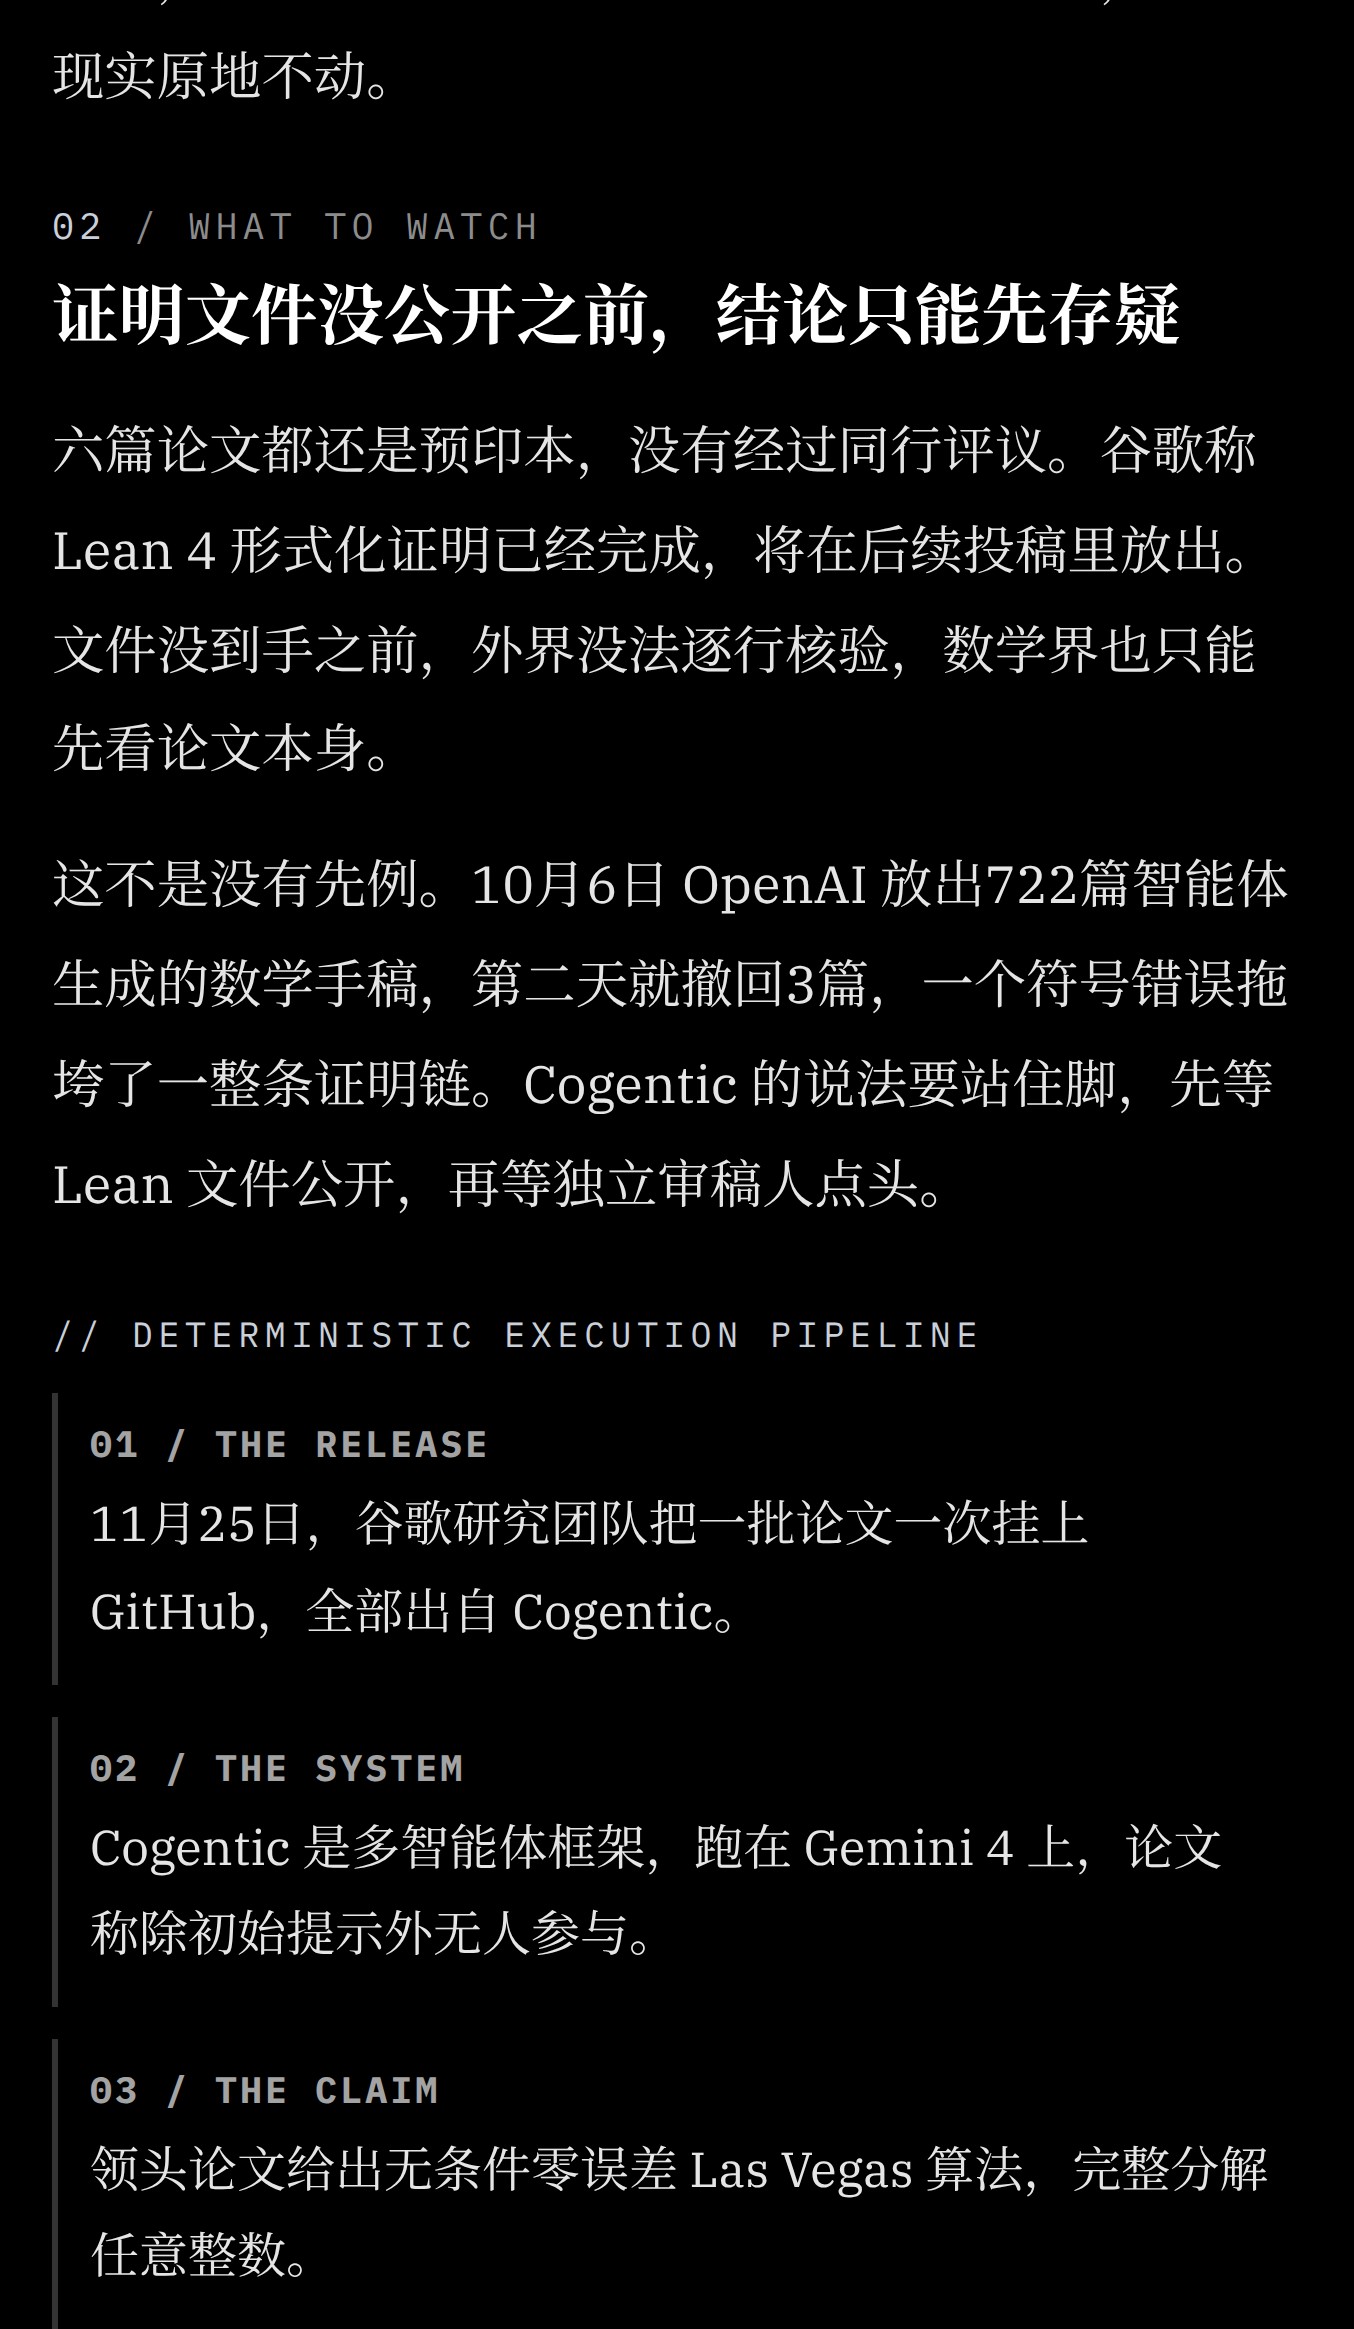 现实原地不动。
02 / WHAT TO WATCH
证明文件没公开之前，结论只能先存疑
六篇论文都还是预印本，没有经过同行评议。谷歌称
Lean 4 形式化证明已经完成，将在后续投稿里放出。
文件没到手之前，外界没法逐行核验，数学界也只能
先看论文本身。
这不是没有先例。10月6日 OpenAI 放出722篇智能体
生成的数学手稿，第二天就撤回3篇，一个符号错误拖
垮了一整条证明链。Cogentic 的说法要站住脚，先等
Lean 文件公开，再等独立审稿人点头。
// DETERMINISTIC EXECUTION PIPELINE
01 / THE RELEASE
11月25日，谷歌研究团队把一批论文一次挂上
GitHub，全部出自 Cogentic。
02 / THE SYSTEM
Cogentic 是多智能体框架，跑在 Gemini 4 上，论文
称除初始提示外无人参与。
03 / THE CLAIM
领头论文给出无条件零误差 Las Vegas 算法，完整分解
任意整数。